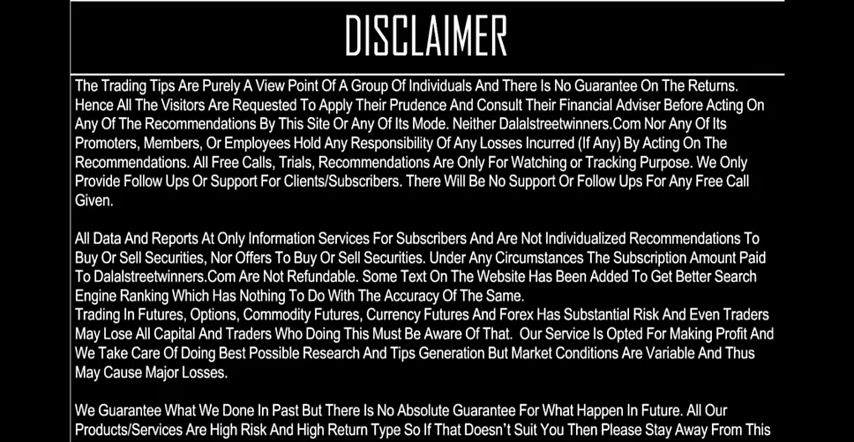 DISCLAIMER
The Trading Tips Are Purely A View Point Of A Group Of Individuals And There Is No Guarantee On The Returns.
Hence All The Visitors Are Requested To Apply Their Prudence And Consult Their Financial Adviser Before Acting On
Any Of The Recommendations By This Site Or Any Of Its Mode. Neither Dalalstreetwinners.Com Nor Any Of Its
Promoters, Members, Or Employees Hold Any Responsibility Of Any Losses Incurred (If Any) By Acting On The
Recommendations. All Free Calls, Trials, Recommendations Are Only For Watching or Tracking Purpose. We Only
Provide Follow Ups Or Support For Clients/Subscribers. There Will Be No Support Or Follow Ups For Any Free Call
Given.
All Data And Reports At Only Information Services For Subscribers And Are Not Individualized Recommendations To
Buy Or Sell Securities, Nor Offers To Buy Or Sell Securities. Under Any Circumstances The Subscription Amount Paid
To Dalalstreetwinners.Com Are Not Refundable. Some Text On The Website Has Been Added To Get Better Search
Engine Ranking Which Has Nothing To Do With The Accuracy Of The Same.
Trading In Futures, Options, Commodity Futures, Currency Futures And Forex Has Substantial Risk And Even Traders
May Lose All Capital And Traders Who Doing This Must Be Aware Of That. Our Service Is Opted For Making Profit And
We Take Care Of Doing Best Possible Research And Tips Generation But Market Conditions Are Variable And Thus
May Cause Major Losses.
We Guarantee What We Done In Past But There Is No Absolute Guarantee For What Happen In Future. All Our
Products/Services Are High Risk And High Return Type So If That Doesn't Suit You Then Please Stay Away From This